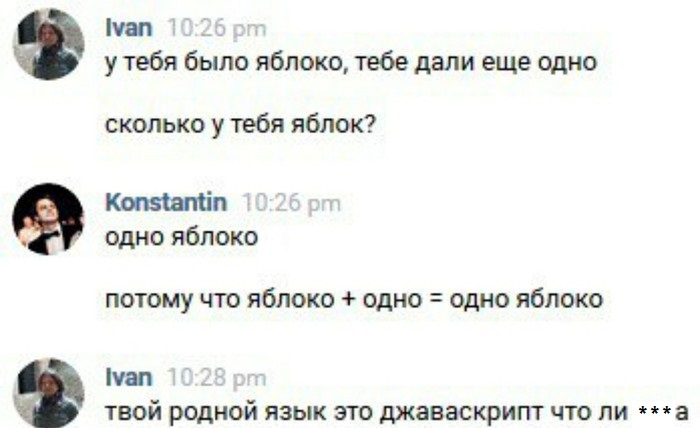 Ivan 10:26 pm
у тебя было яблоко, тебе дали еще одно
сколько у тебя яблок?
Konstantin 10:26 pm
одно яблоко
потому что яблоко + одно = одно яблоко
Ivan 10:28 pm
твой родной язык это джаваскрипт что ли ***а